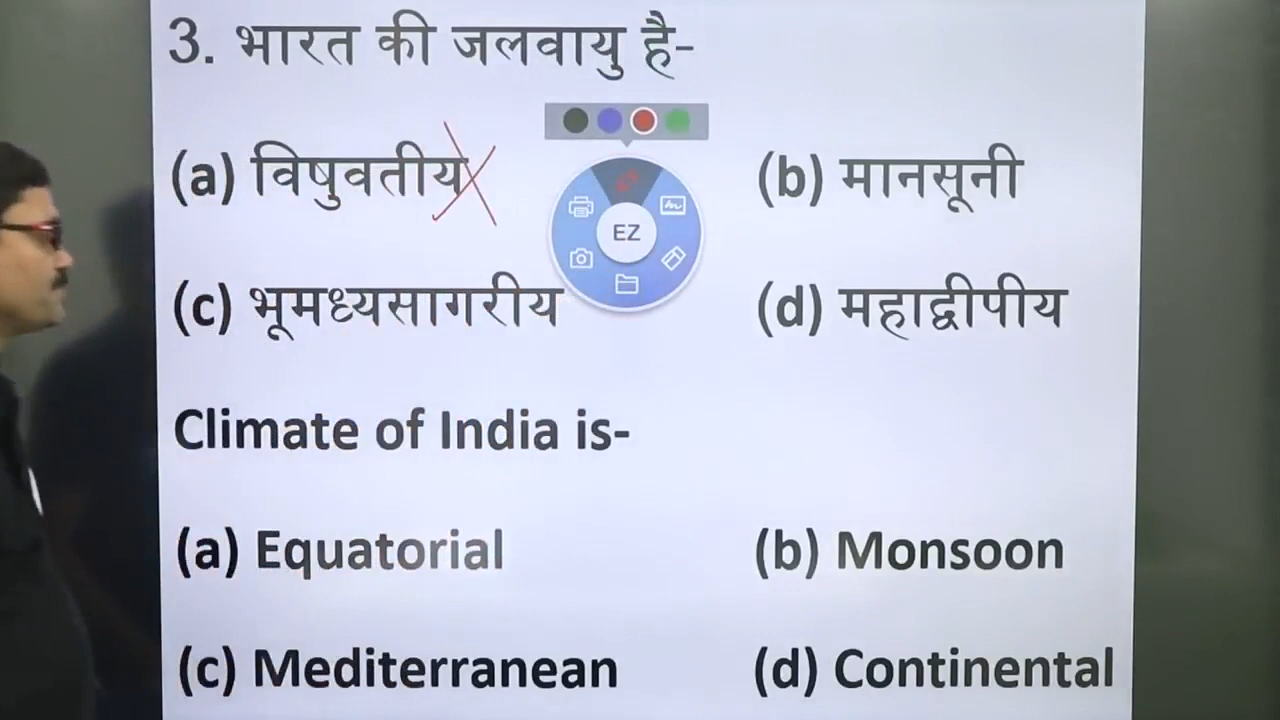 3. भारत की जलवायु है-
(a) विषुवतीय (b) मानसूनी
EZ
(c) भूमध्यसागरीय (d) महाद्वीपीय
Climate of India is-
(a) Equatorial (b) Monsoon
(c) Mediterranean (d) Continental